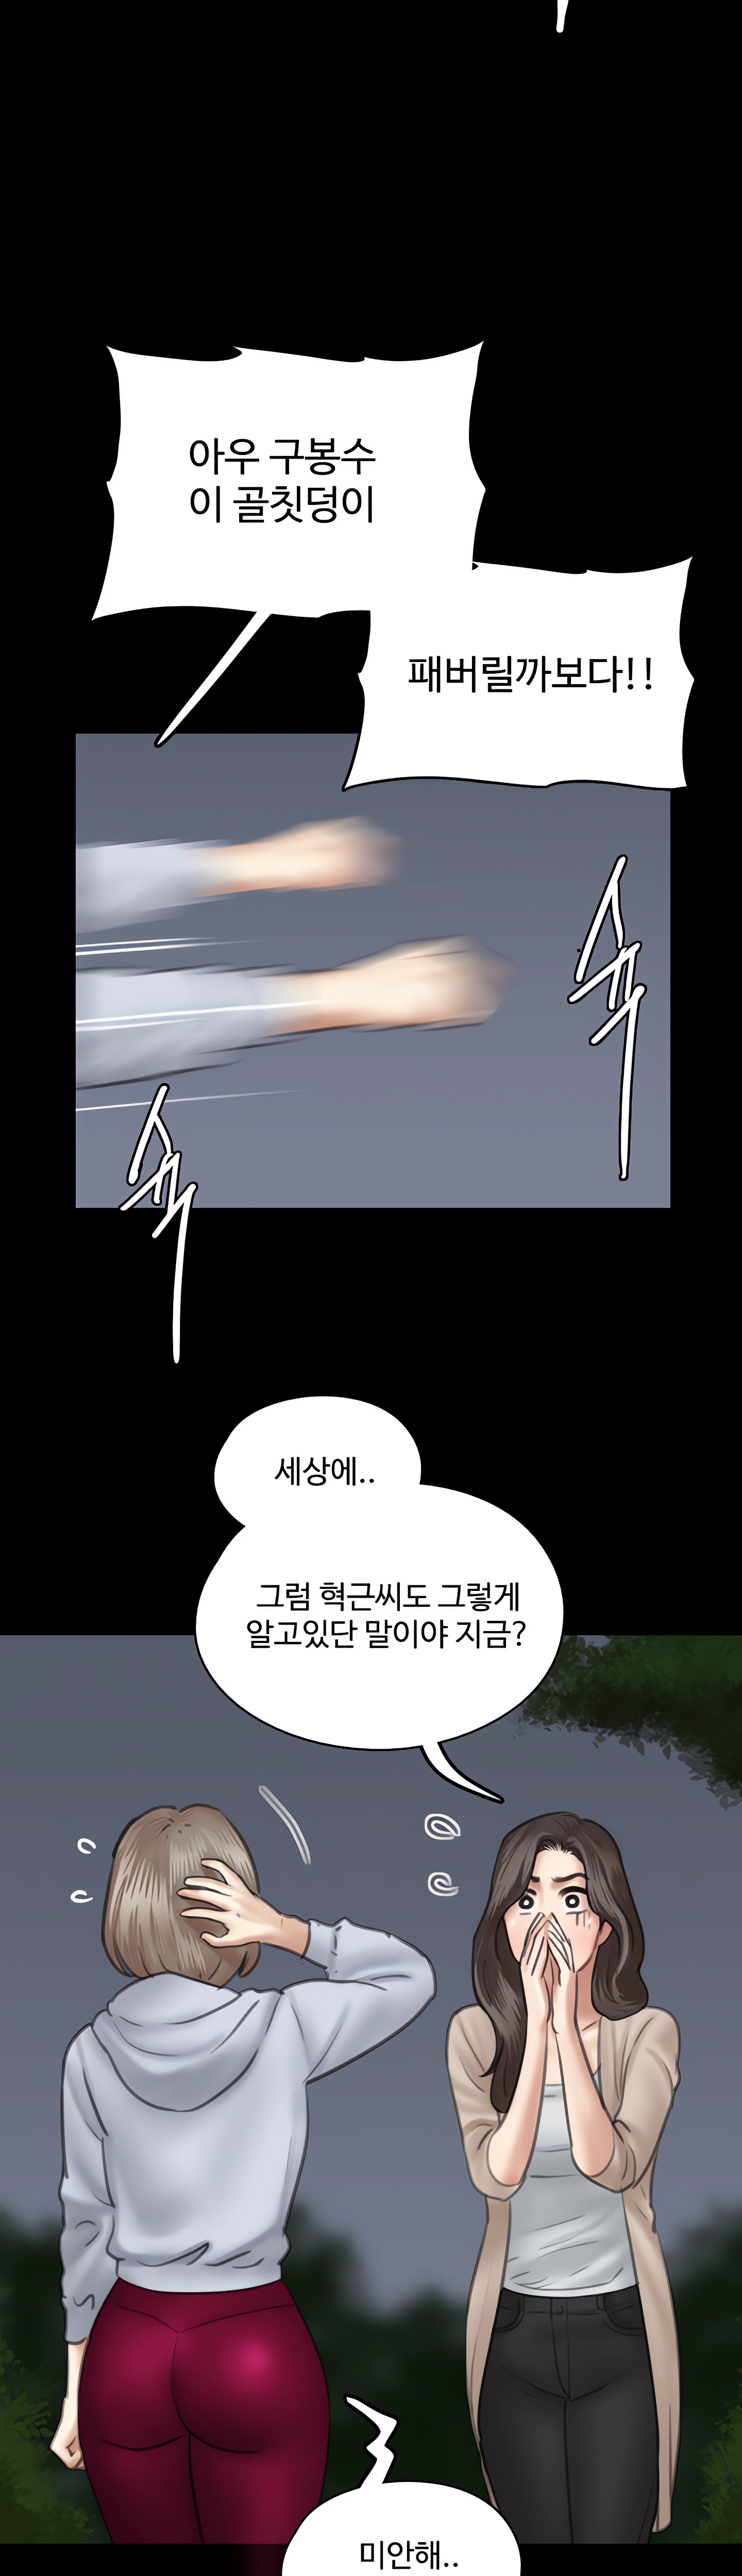 아우 구봉수
이 골칫덩이
패버릴까보다!!
슉
슉
세상에..
그럼 혁근씨도 그렇게
알고있단 말이야 지금?
미안해..